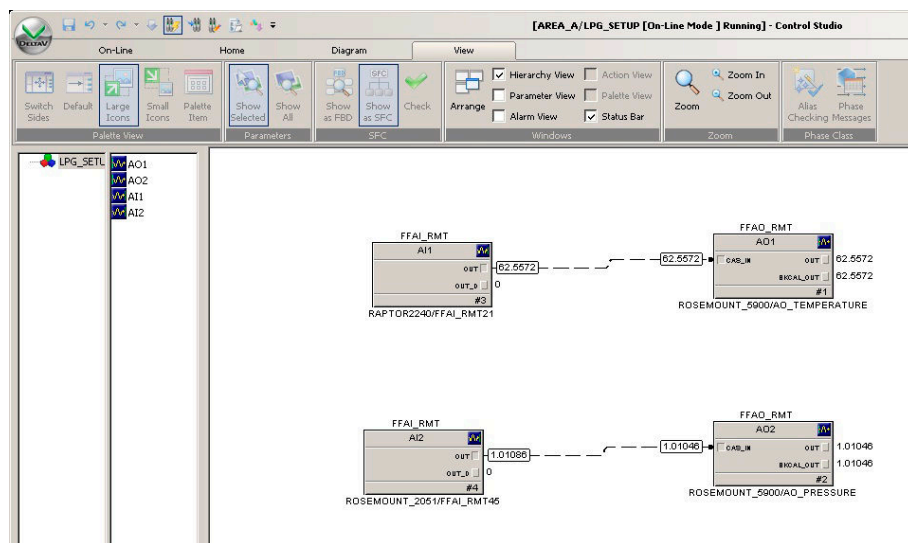 [AREA_A/LPG_SETUP [On-Line Mode ] Running] - Control Studio
DELTAV
On-Line
Home
Diagram
View
Switch Sides
Default
Large Icons
Small Icons
Palette Item
Palette View
Show Selected
Show All
Parameters
Show as FBD
Show as SFC
Check
SFC
Arrange
Hierarchy View
Action View
Parameter View
Palette View
Alarm View
Status Bar
Windows
Zoom
Zoom In
Zoom Out
Zoom
Alias Checking
Phase Messages
Phase Class
LPG_SETU
AO1
AO2
AI1
AI2
FFAI_RMT
AI1
OUT
62.5572
OUT_D
0
#3
RAPTOR2240/FFAI_RMT21
FFAO_RMT
AO1
62.5572
CAS_IN
OUT
62.5572
BKCAL_OUT
62.5572
#1
ROSEMOUNT_5900/AO_TEMPERATURE
FFAI_RMT
AI2
OUT
1.01086
OUT_D
0
#4
ROSEMOUNT_2051/FFAI_RMT45
FFAO_RMT
AO2
1.01046
CAS_IN
OUT
1.01046
BKCAL_OUT
1.01046
#2
ROSEMOUNT_5900/AO_PRESSURE